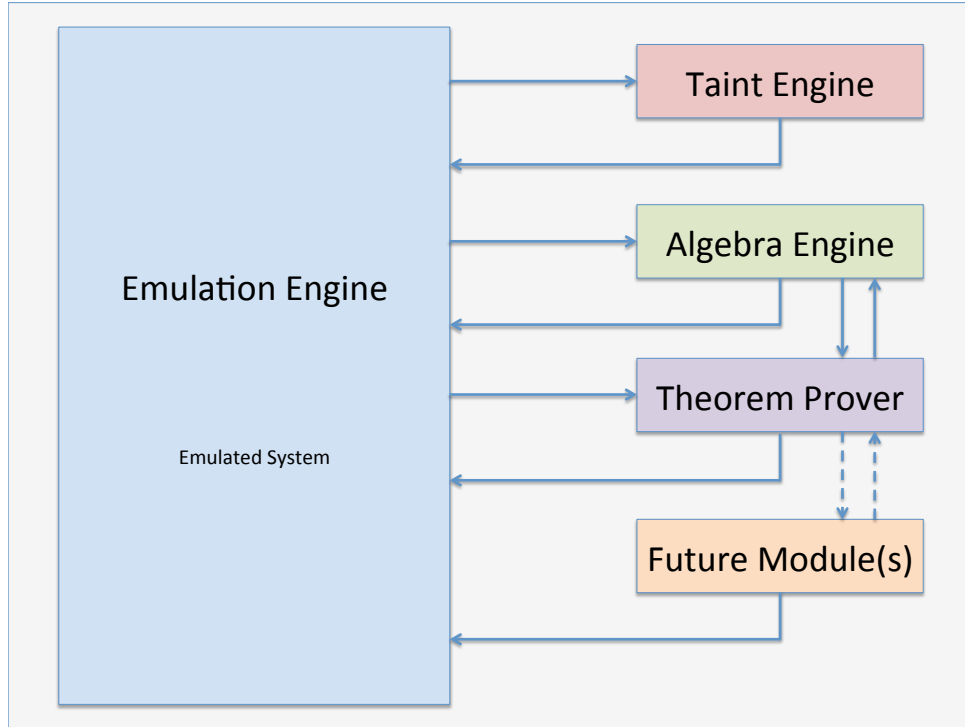 Emulation Engine
Emulated System
Taint Engine
Algebra Engine
Theorem Prover
Future Module(s)